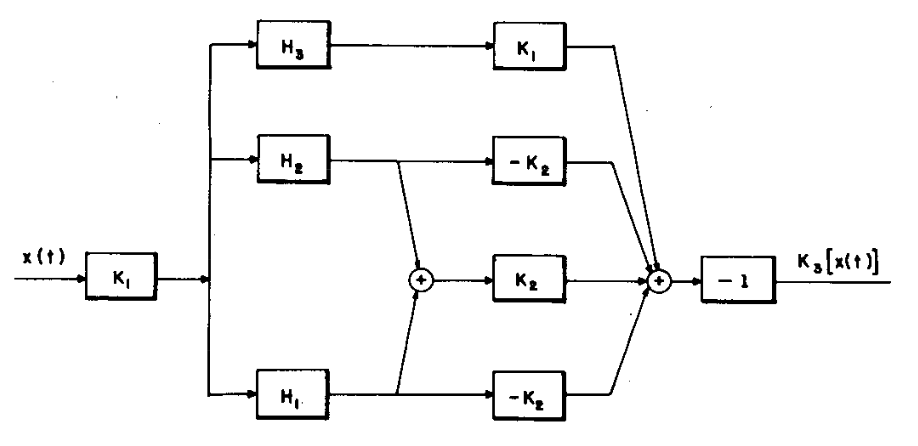 H₃
K₁
H₂
-K₂
x(t)
K₁
+
K₂
+
-1
K₃[x(t)]
H₁
-K₂